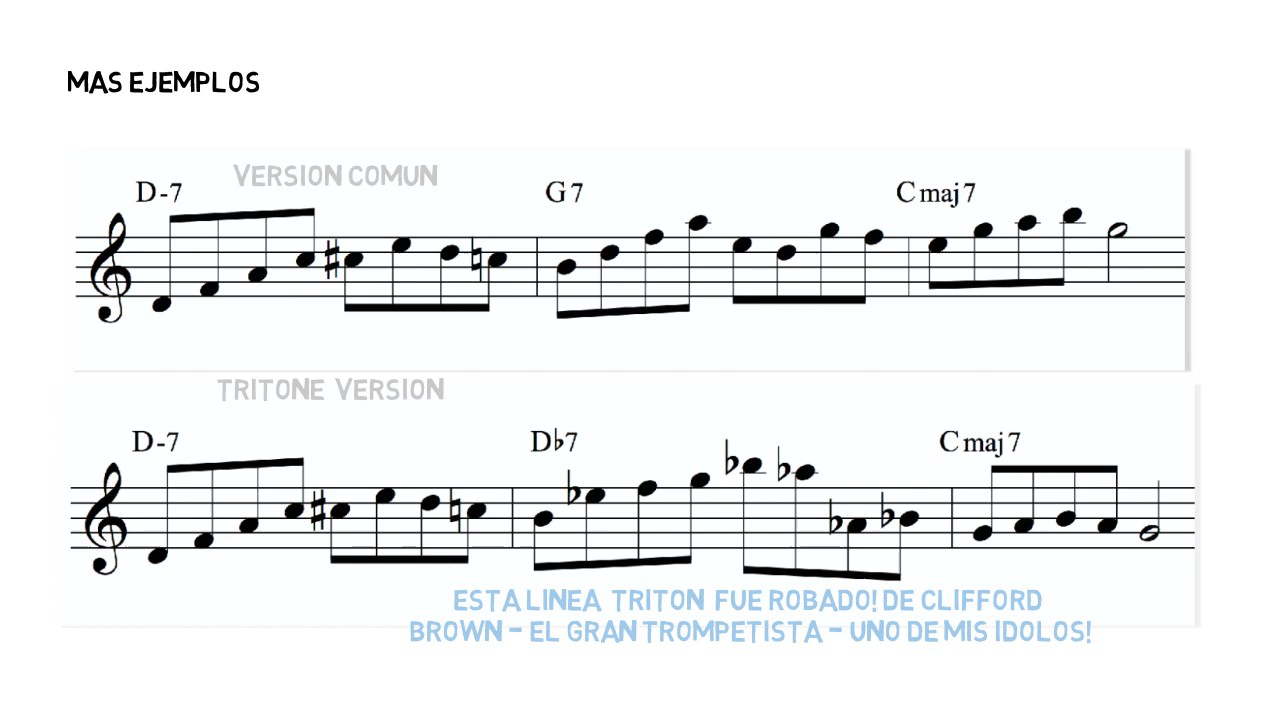 MAS EJEMPLOS
VERSION COMUN
D-7 G7 Cmaj7
TRITONE VERSION
D-7 D♭7 Cmaj7
ESTA LINEA TRITON FUE ROBADO! DE CLIFFORD
BROWN - EL GRAN TROMPETISTA - UNO DE MIS IDOLOS!